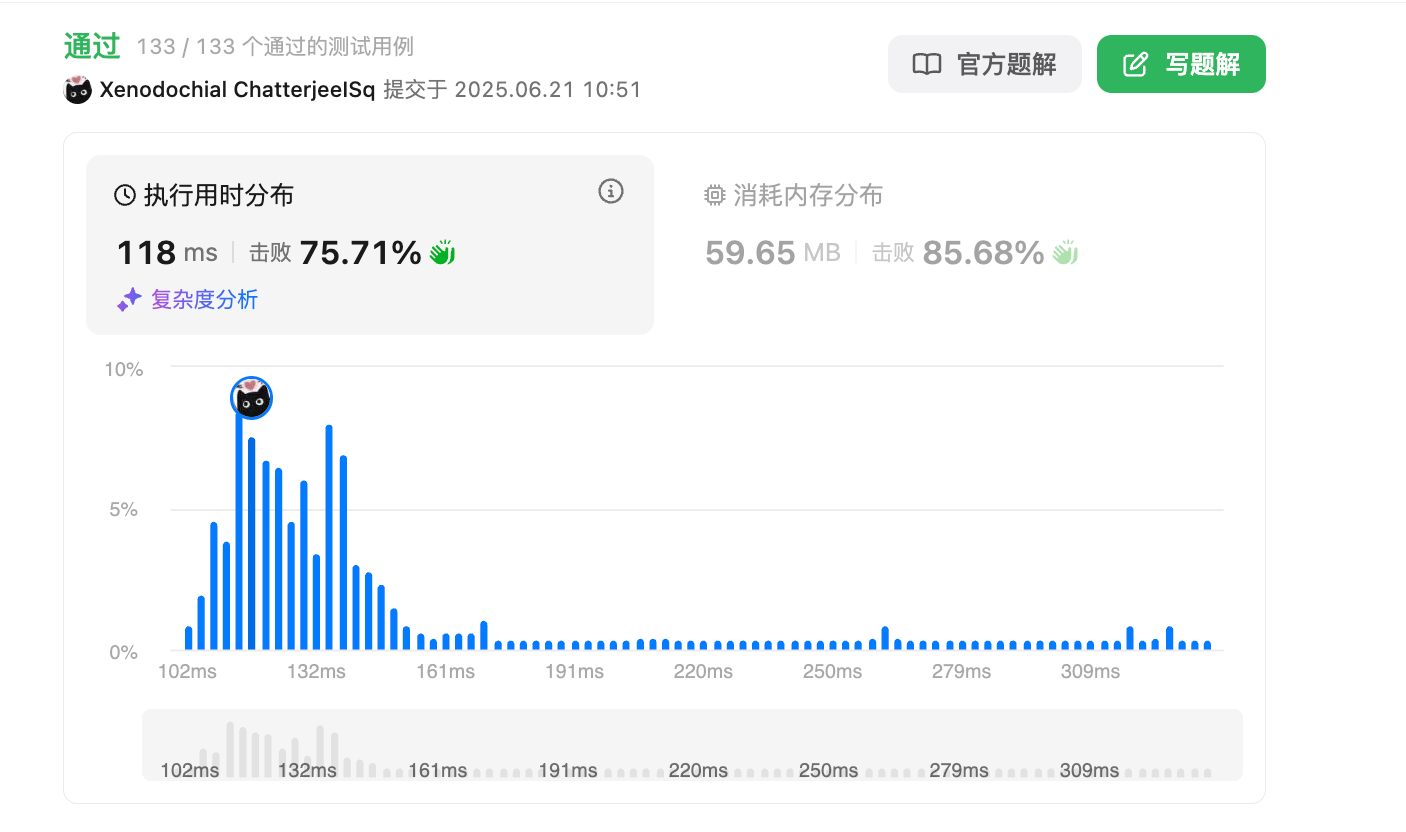 通过 133 / 133 个通过的测试用例
Xenodochial ChatterjeelSq 提交于 2025.06.21 10:51
官方题解
写题解
执行用时分布
118 ms 击败 75.71%
复杂度分析
消耗内存分布
59.65 MB 击败 85.68%
10%
5%
0%
102ms 132ms 161ms 191ms 220ms 250ms 279ms 309ms
102ms 132ms 161ms 191ms 220ms 250ms 279ms 309ms